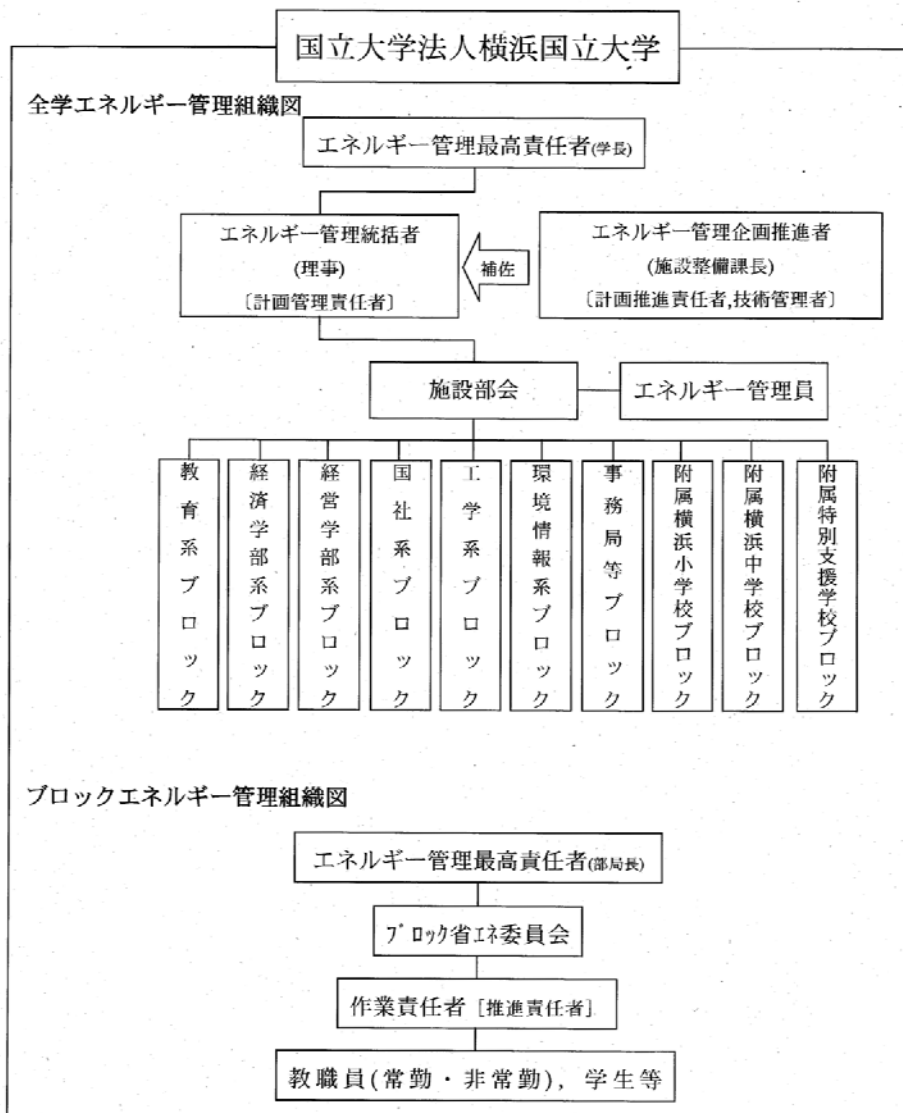 国立大学法人横浜国立大学
全学エネルギー管理組織図
エネルギー管理最高責任者(学長)
エネルギー管理統括者
(理事)
〔計画管理責任者〕
補佐
エネルギー管理企画推進者
(施設整備課長)
〔計画推進責任者,技術管理者〕
施設部会
エネルギー管理員
教育系ブロック
経済学部系ブロック
経営学部系ブロック
国社系ブロック
工学系ブロック
環境情報系ブロック
事務局等ブロック
附属横浜小学校ブロック
附属横浜中学校ブロック
附属特別支援学校ブロック
ブロックエネルギー管理組織図
エネルギー管理最高責任者(部局長)
ブロック省エネ委員会
作業責任者［推進責任者］
教職員(常勤・非常勤), 学生等